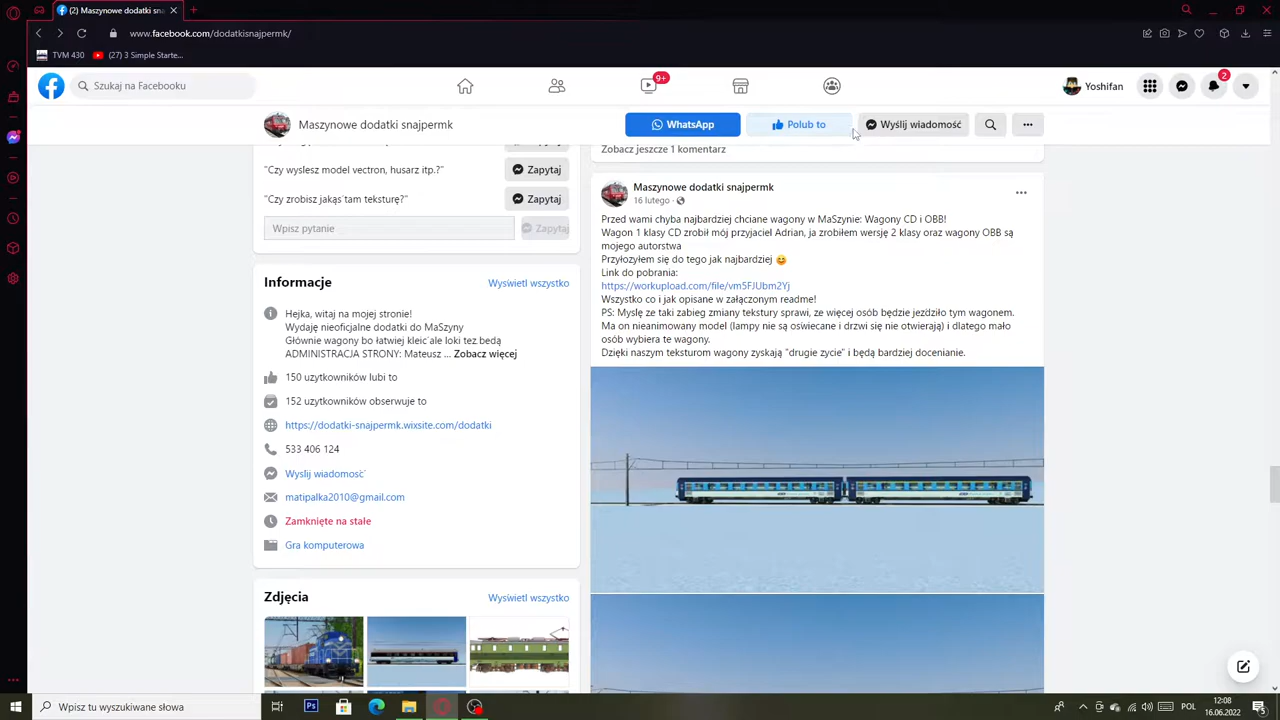 (2) Maszynowe dodatki sna
www.facebook.com/dodatkisnajpermk/
TVM 430
(27) 3 Simple Starte...
Szukaj na Facebooku
9+
Yoshifan
2
Maszynowe dodatki snajpermk
WhatsApp
Polub to
Wyślij wiadomość
"Czy wyslesz model vectron, husarz itp.?"
Zapytaj
"Czy zrobisz jakąś tam teksturę?"
Zapytaj
Wpisz pytanie
Zapytaj
Informacje
Wyświetl wszystko
Hejka, witaj na mojej stronie!
Wydaję nieoficjalne dodatki do MaSzyny
Głównie wagony bo łatwiej kleić ale loki też będą
ADMINISTRACJA STRONY: Mateusz ... Zobacz więcej
150 użytkowników lubi to
152 użytkowników obserwuje to
https://dodatki-snajpermk.wixsite.com/dodatki
533 406 124
Wyślij wiadomość
matipalka2010@gmail.com
Zamknięte na stałe
Gra komputerowa
Zdjęcia
Wyświetl wszystko
Zobacz jeszcze 1 komentarz
Maszynowe dodatki snajpermk
16 lutego ·
Przed wami chyba najbardziej chciane wagony w MaSzynie: Wagony CD i OBB!
Wagon 1 klasy CD zrobił mój przyjaciel Adrian, ja zrobiłem wersję 2 klasy oraz wagony OBB są
mojego autorstwa
Przyłożyłem się do tego jak najbardziej 😊
Link do pobrania:
https://workupload.com/file/vm5FJUbm2Yj
Wszystko co i jak opisane w załączonym readme!
PS: Myślę że taki zabieg zmiany tekstury sprawi, że więcej osób będzie jeździło tym wagonem.
Ma on nieanimowany model (lampy nie są oświecane i drzwi się nie otwierają) i dlatego mało
osób wybiera te wagony.
Dzięki naszym teksturom wagony zyskają "drugie życie" i będą bardziej docenianie.
Wpisz tu wyszukiwane słowa
POL
12:08
16.06.2022
5